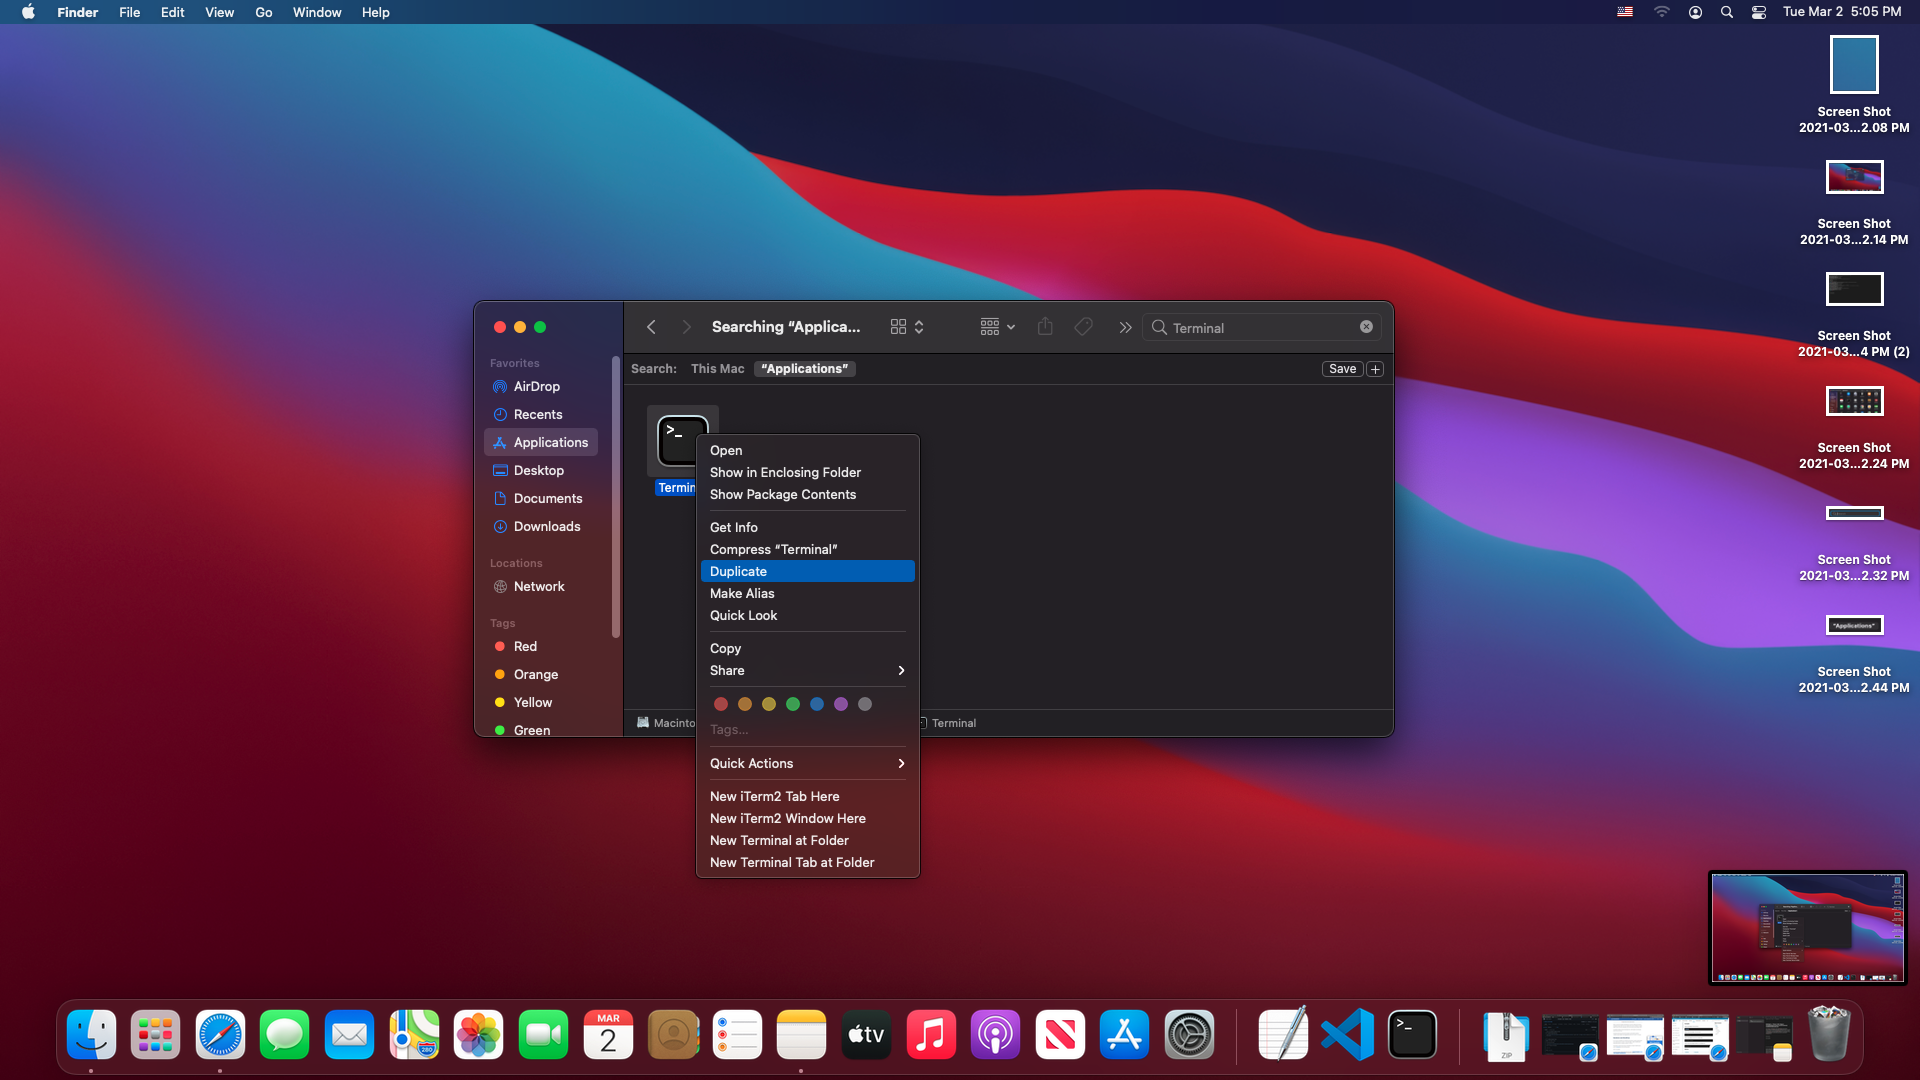 Finder File Edit View Go Window Help
Tue Mar 2 5:05 PM
Screen Shot
2021-03...2.08 PM
Screen Shot
2021-03...2.14 PM
Screen Shot
2021-03...4 PM (2)
Screen Shot
2021-03...2.24 PM
Screen Shot
2021-03...2.32 PM
"Applications"
Screen Shot
2021-03...2.44 PM
Searching “Applica...
Terminal
Search: This Mac “Applications” Save
Favorites
AirDrop
Recents
Applications
Desktop
Documents
Downloads
Locations
Network
Tags
Red
Orange
Yellow
Green
>_
Termin
Open
Show in Enclosing Folder
Show Package Contents
Get Info
Compress “Terminal”
Duplicate
Make Alias
Quick Look
Copy
Share
Tags...
Quick Actions
New iTerm2 Tab Here
New iTerm2 Window Here
New Terminal at Folder
New Terminal Tab at Folder
Macinto
Terminal
MAR
2
280
tv
>_
ZIP